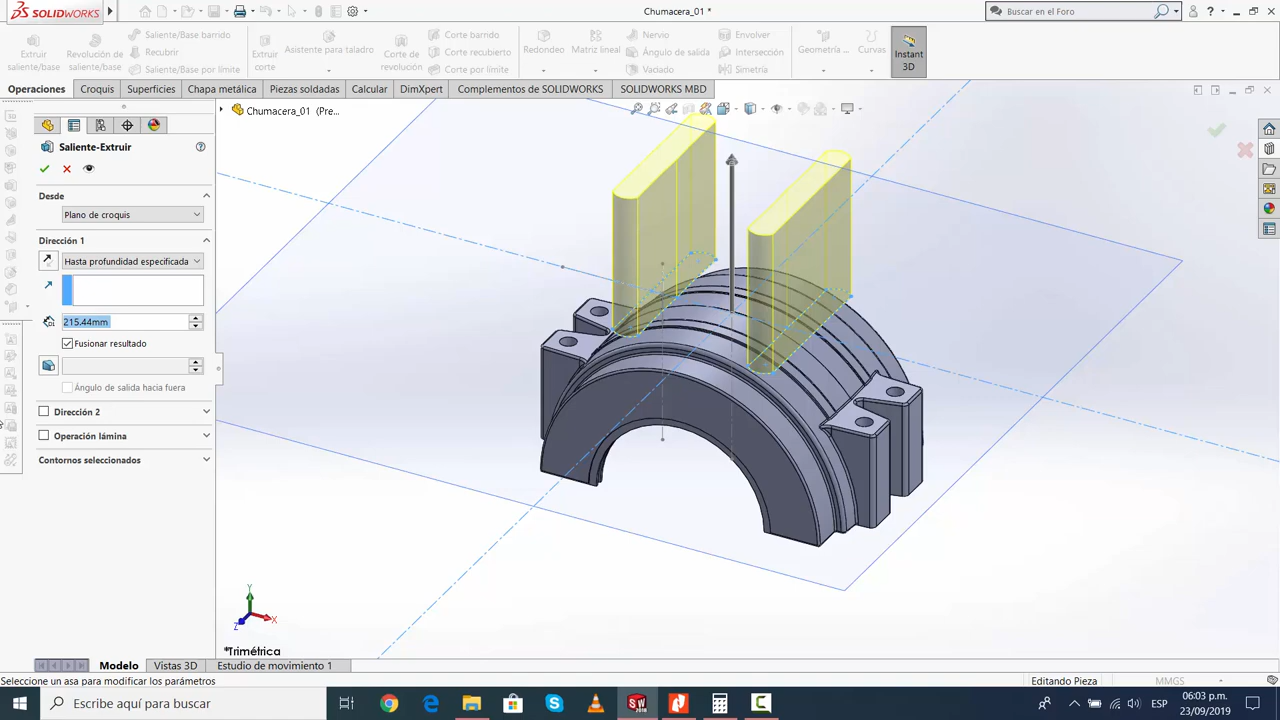 SOLIDWORKS
Chumacera_01 *
Buscar en el Foro
Extruir saliente/base
Revolución de saliente/base
Saliente/Base barrido
Recubrir
Saliente/Base por límite
Extruir corte
Asistente para taladro
Corte de revolución
Corte barrido
Corte recubierto
Corte por límite
Redondeo
Matriz lineal
Nervio
Ángulo de salida
Vaciado
Envolver
Intersección
Simetría
Geometría ...
Curvas
Instant 3D
Operaciones
Croquis
Superficies
Chapa metálica
Piezas soldadas
Calcular
DimXpert
Complementos de SOLIDWORKS
SOLIDWORKS MBD
Chumacera_01 (Pre...
Saliente-Extruir
Desde
Plano de croquis
Dirección 1
Hasta profundidad especificada
215.44mm
Fusionar resultado
Ángulo de salida hacia fuera
Dirección 2
Operación lámina
Contornos seleccionados
Y
X
Z
*Trimétrica
Modelo
Vistas 3D
Estudio de movimiento 1
Seleccione un asa para modificar los parámetros
Editando Pieza
MMGS
Escribe aquí para buscar
SW
2018
ESP
06:03 p.m.
23/09/2019